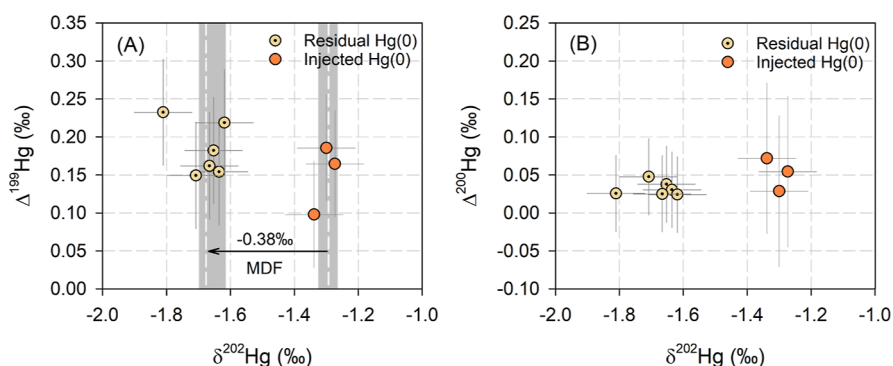 (A)
Residual Hg(0)
Injected Hg(0)
0.35
0.30
0.25
0.20
0.15
0.10
0.05
0.00
Δ¹⁹⁹Hg (‰)
-0.38‰
MDF
-2.0 -1.8 -1.6 -1.4 -1.2 -1.0
δ²⁰²Hg (‰)
(B)
Residual Hg(0)
Injected Hg(0)
0.25
0.20
0.15
0.10
0.05
0.00
-0.05
-0.10
Δ²⁰⁰Hg (‰)
-2.0 -1.8 -1.6 -1.4 -1.2 -1.0
δ²⁰²Hg (‰)